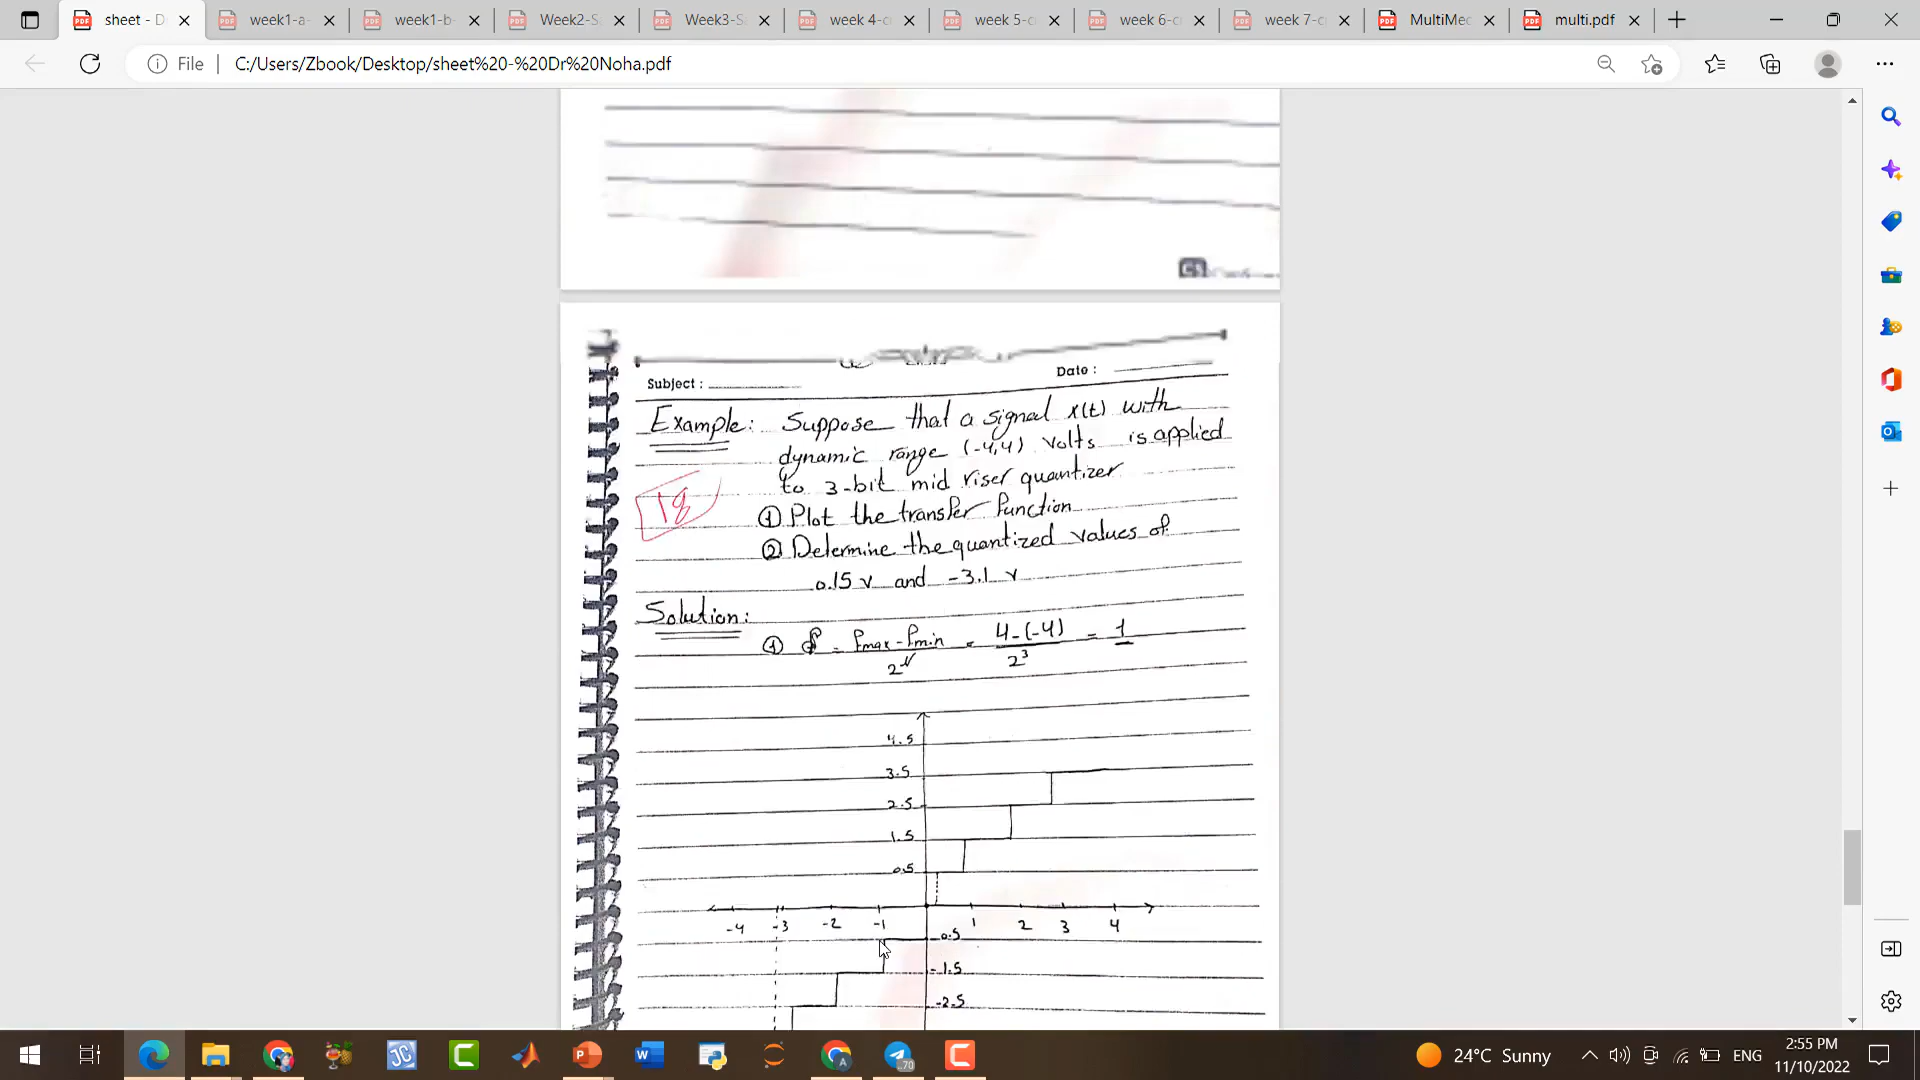 sheet - D
week1-a-
week1-b-
Week2-S
Week3-S
week 4-c
week 5-c
week 6-c
week 7-c
MultiMe
multi.pdf
File
C:/Users/Zbook/Desktop/sheet%20-%20Dr%20Noha.pdf
CS
Subject :
Date :
Example: Suppose that a signal x(t) with
dynamic range (-4,4) volts is applied
to 3-bit mid riser quantizer
18
① Plot the transfer function
② Determine the quantized values of
0.15 v and -3.1 v
Solution:
① δ = fmax - fmin / 2^N = 4-(-4) / 2^3 = 1
4.5
3.5
2.5
1.5
0.5
-4 -3 -2 -1 1 2 3 4
-0.5
-1.5
-2.5
70
24°C Sunny
ENG
2:55 PM
11/10/2022